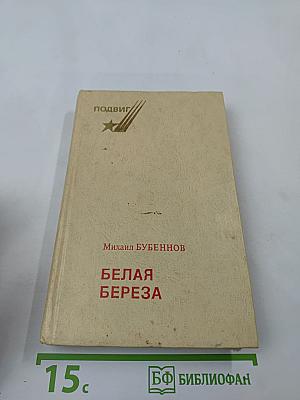 ПОДВИГ
Михаил БУБЕННОВ
БЕЛАЯ
БЕРЕЗА
15с
БФ БИБЛИОФАН